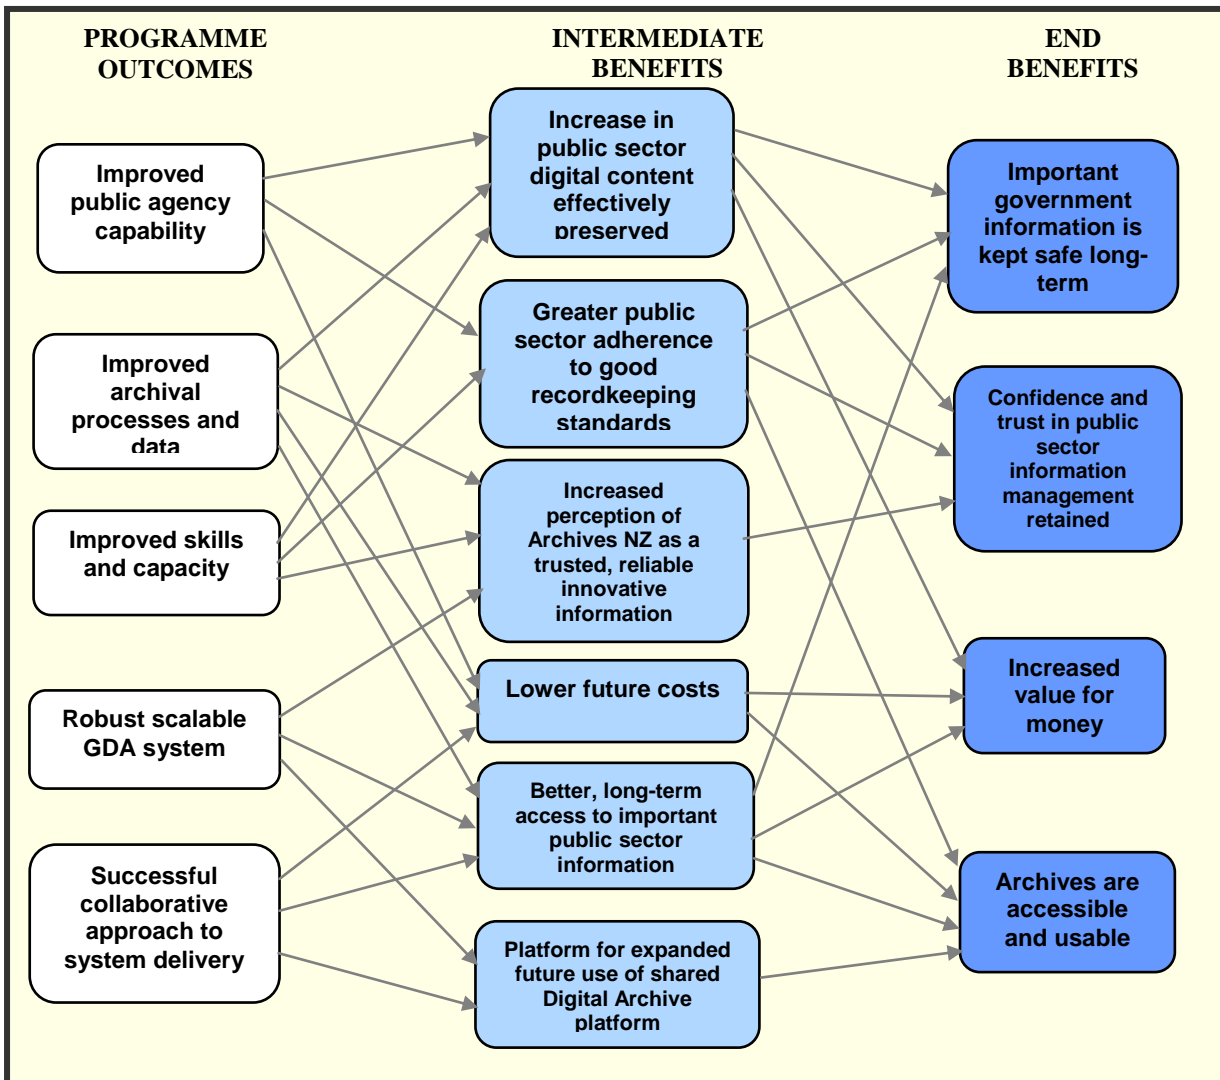 PROGRAMME
OUTCOMES
INTERMEDIATE
BENEFITS
END
BENEFITS
Improved
public agency
capability
Improved
archival
processes and
data
Improved skills
and capacity
Robust scalable
GDA system
Successful
collaborative
approach to
system delivery
Increase in
public sector
digital content
effectively
preserved
Greater public
sector adherence
to good
recordkeeping
standards
Increased
perception of
Archives NZ as a
trusted, reliable
innovative
information
Lower future costs
Better, long-term
access to important
public sector
information
Platform for expanded
future use of shared
Digital Archive
platform
Important
government
information is
kept safe long-
term
Confidence and
trust in public
sector
information
management
retained
Increased
value for
money
Archives are
accessible
and usable